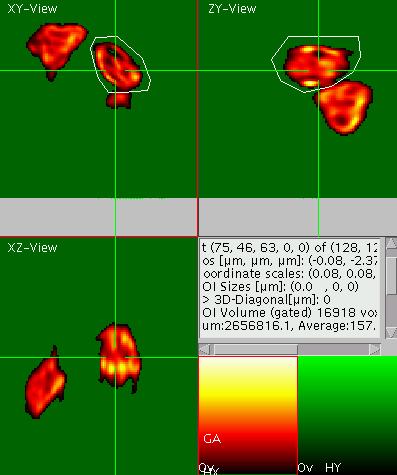 XY-View
ZY-View
XZ-View
t (75, 46, 63, 0, 0) of (128, 12
os [µm, µm, µm]: (-0.08, -2.37
oordinate scales: (0.08, 0.08,
OI Sizes [µm]: (0.0 , 0, 0)
> 3D-Diagonal[µm]: 0
OI Volume (gated) 16918 vox
um:2656816.1, Average:157.
GA
Ov HX
Ov HY